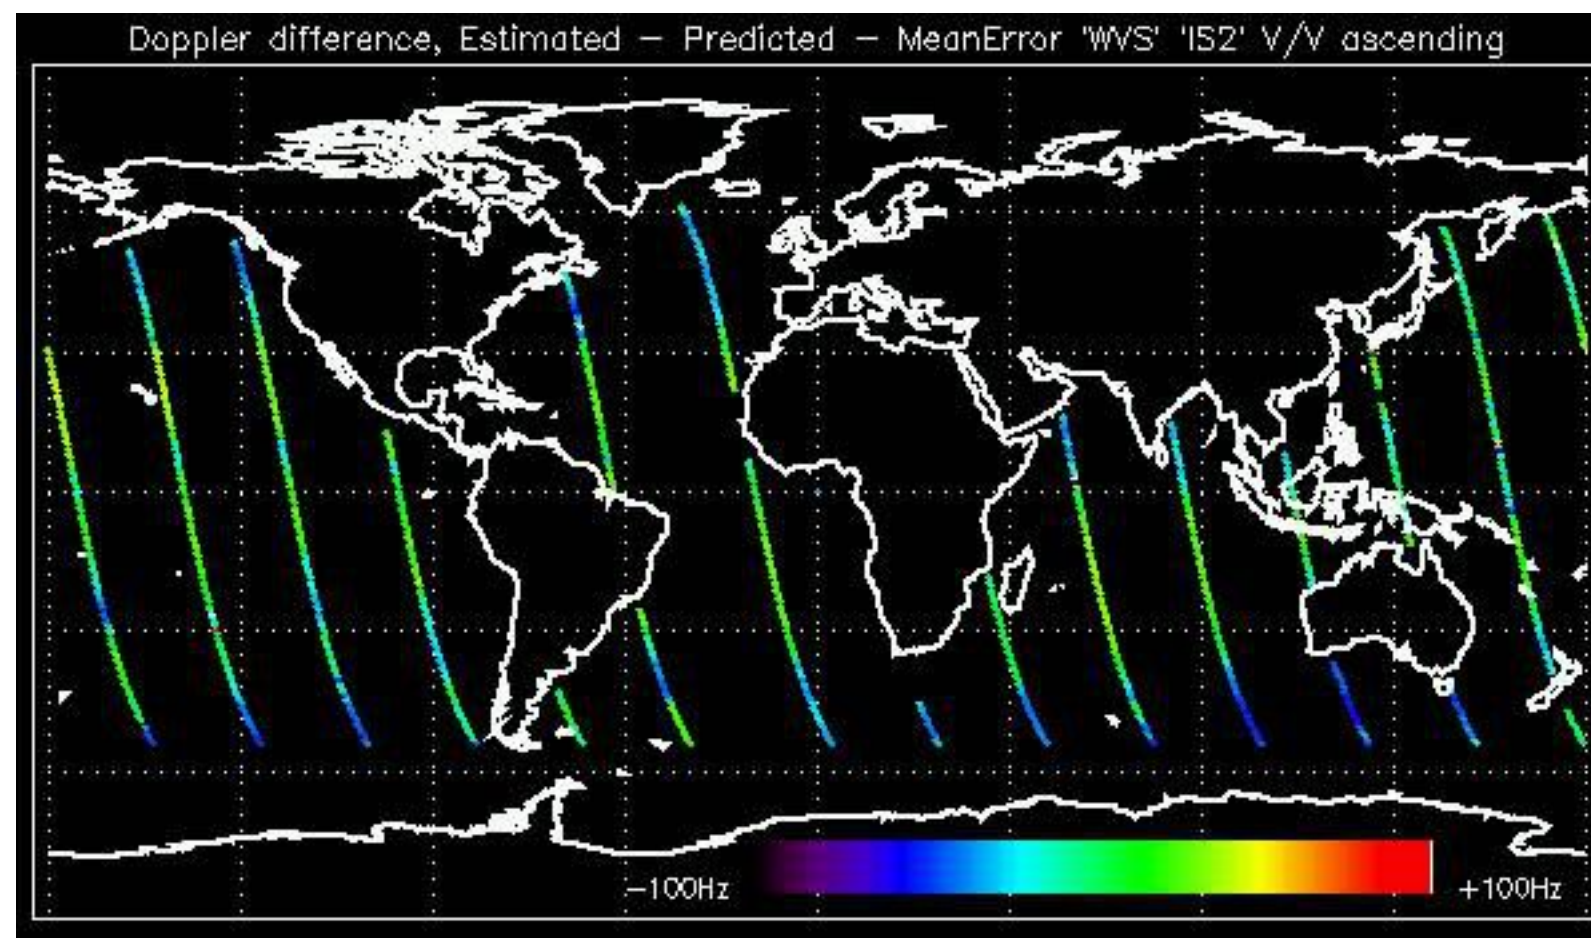 Doppler difference, Estimated – Predicted – MeanError 'WVS' 'IS2' V/V ascending
–100Hz
+100Hz